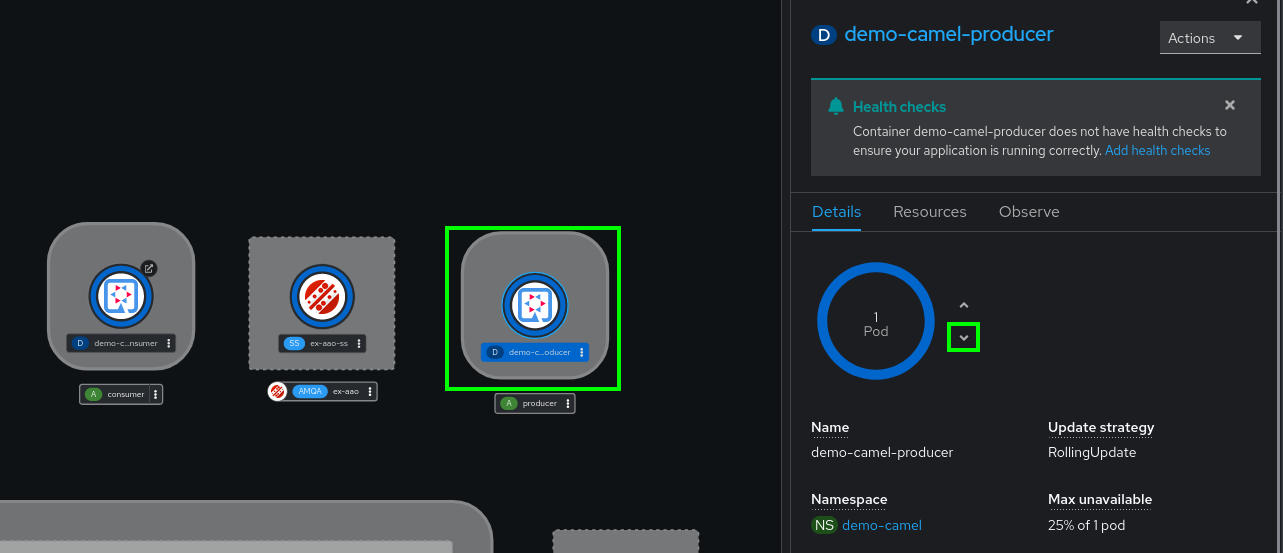 D demo-camel-producer
Actions
Health checks
Container demo-camel-producer does not have health checks to
ensure your application is running correctly. Add health checks
Details Resources Observe
1
Pod
Name
demo-camel-producer
Update strategy
RollingUpdate
Namespace
NS demo-camel
Max unavailable
25% of 1 pod
D demo-c...nsumer
A consumer
SS ex-aao-ss
AMQA ex-aao
D demo-c...oducer
A producer